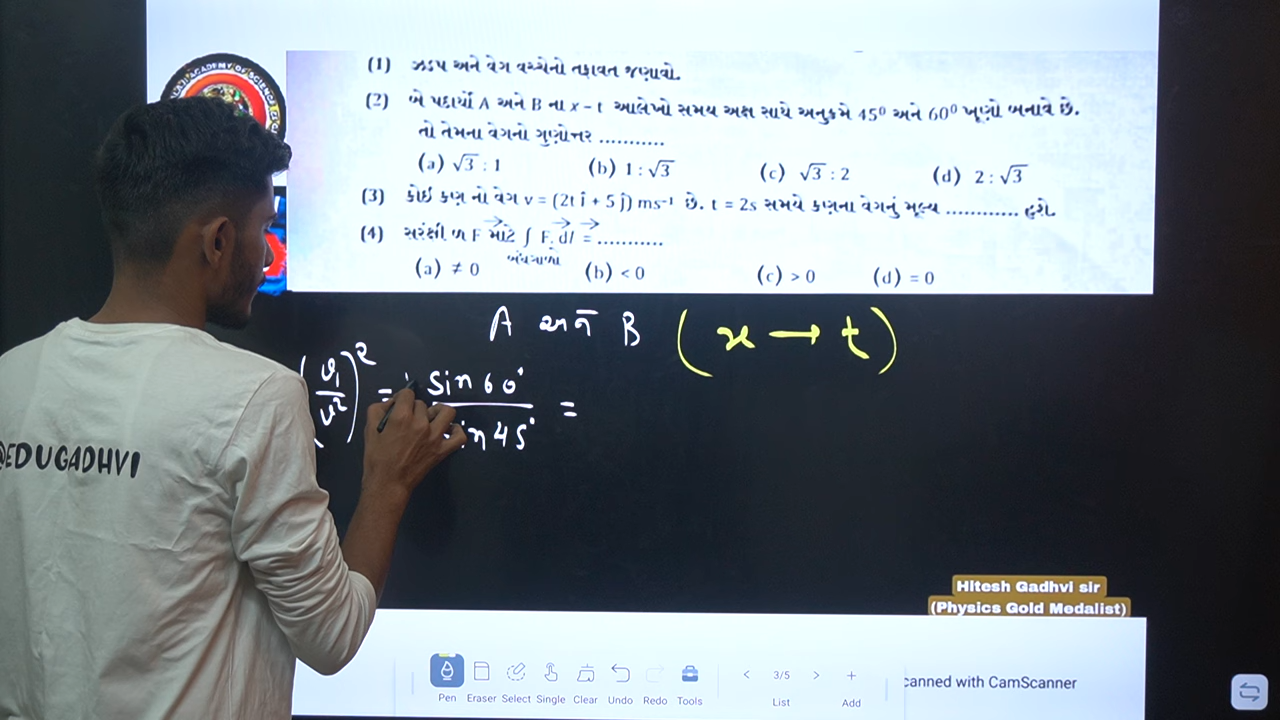 (1) ઝડપ અને વેગ વચ્ચેનો તફાવત જણાવો.
(2) બે પદાર્થો A અને B ના x – t આલેખો સમય અક્ષ સાથે અનુક્રમે 45⁰ અને 60⁰ ખૂણો બનાવે છે.
તો તેમના વેગનો ગુણોત્તર ...........
(a) √3 : 1 (b) 1 : √3 (c) √3 : 2 (d) 2 : √3
(3) કોઇ કણ નો વેગ v = (2t î + 5 ĵ) ms⁻¹ છે. t = 2s સમયે કણના વેગનું મૂલ્ય ............ હશે.
(4) સરંક્ષી બળ F માટે ∫ F. dl = ...........
બંધગાળો
(a) ≠ 0 (b) < 0 (c) > 0 (d) = 0
A અને B (x → t)
(v₁/v₂)² = sin 60° / sin 45° =
@EDUGADHVI
Hitesh Gadhvi sir
(Physics Gold Medalist)
Pen Eraser Select Single Clear Undo Redo Tools < 3/5 > + List Add
canned with CamScanner